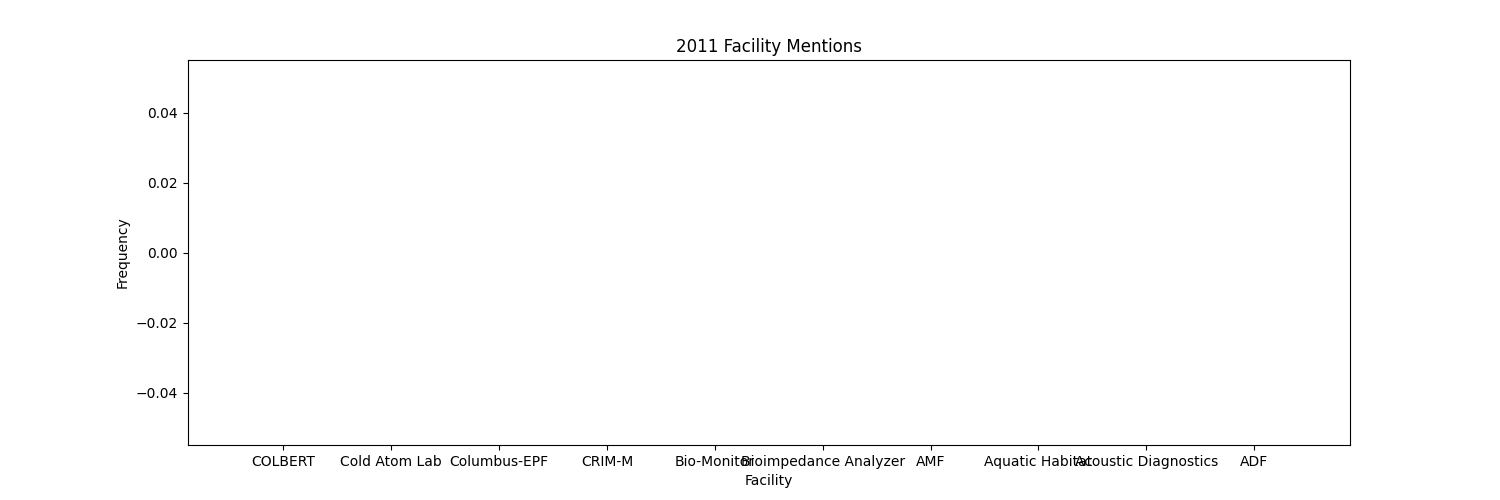 2011 Facility Mentions
Frequency
0.04
0.02
0.00
−0.02
−0.04
COLBERT Cold Atom Lab Columbus-EPF CRIM-M Bio-Monitor Bioimpedance Analyzer AMF Aquatic Habitat Acoustic Diagnostics ADF
Facility